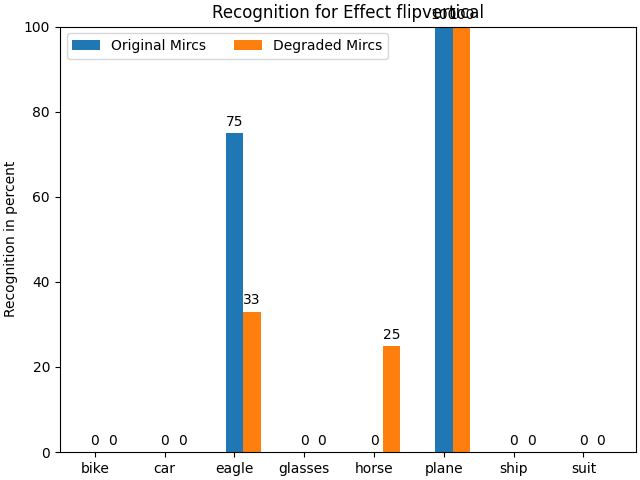 Recognition for Effect flipvertical
100 100
Original Mircs Degraded Mircs
Recognition in percent
100
80
60
40
20
0
75
33
25
0 0 0 0 0 0 0 0 0 0 0
bike car eagle glasses horse plane ship suit